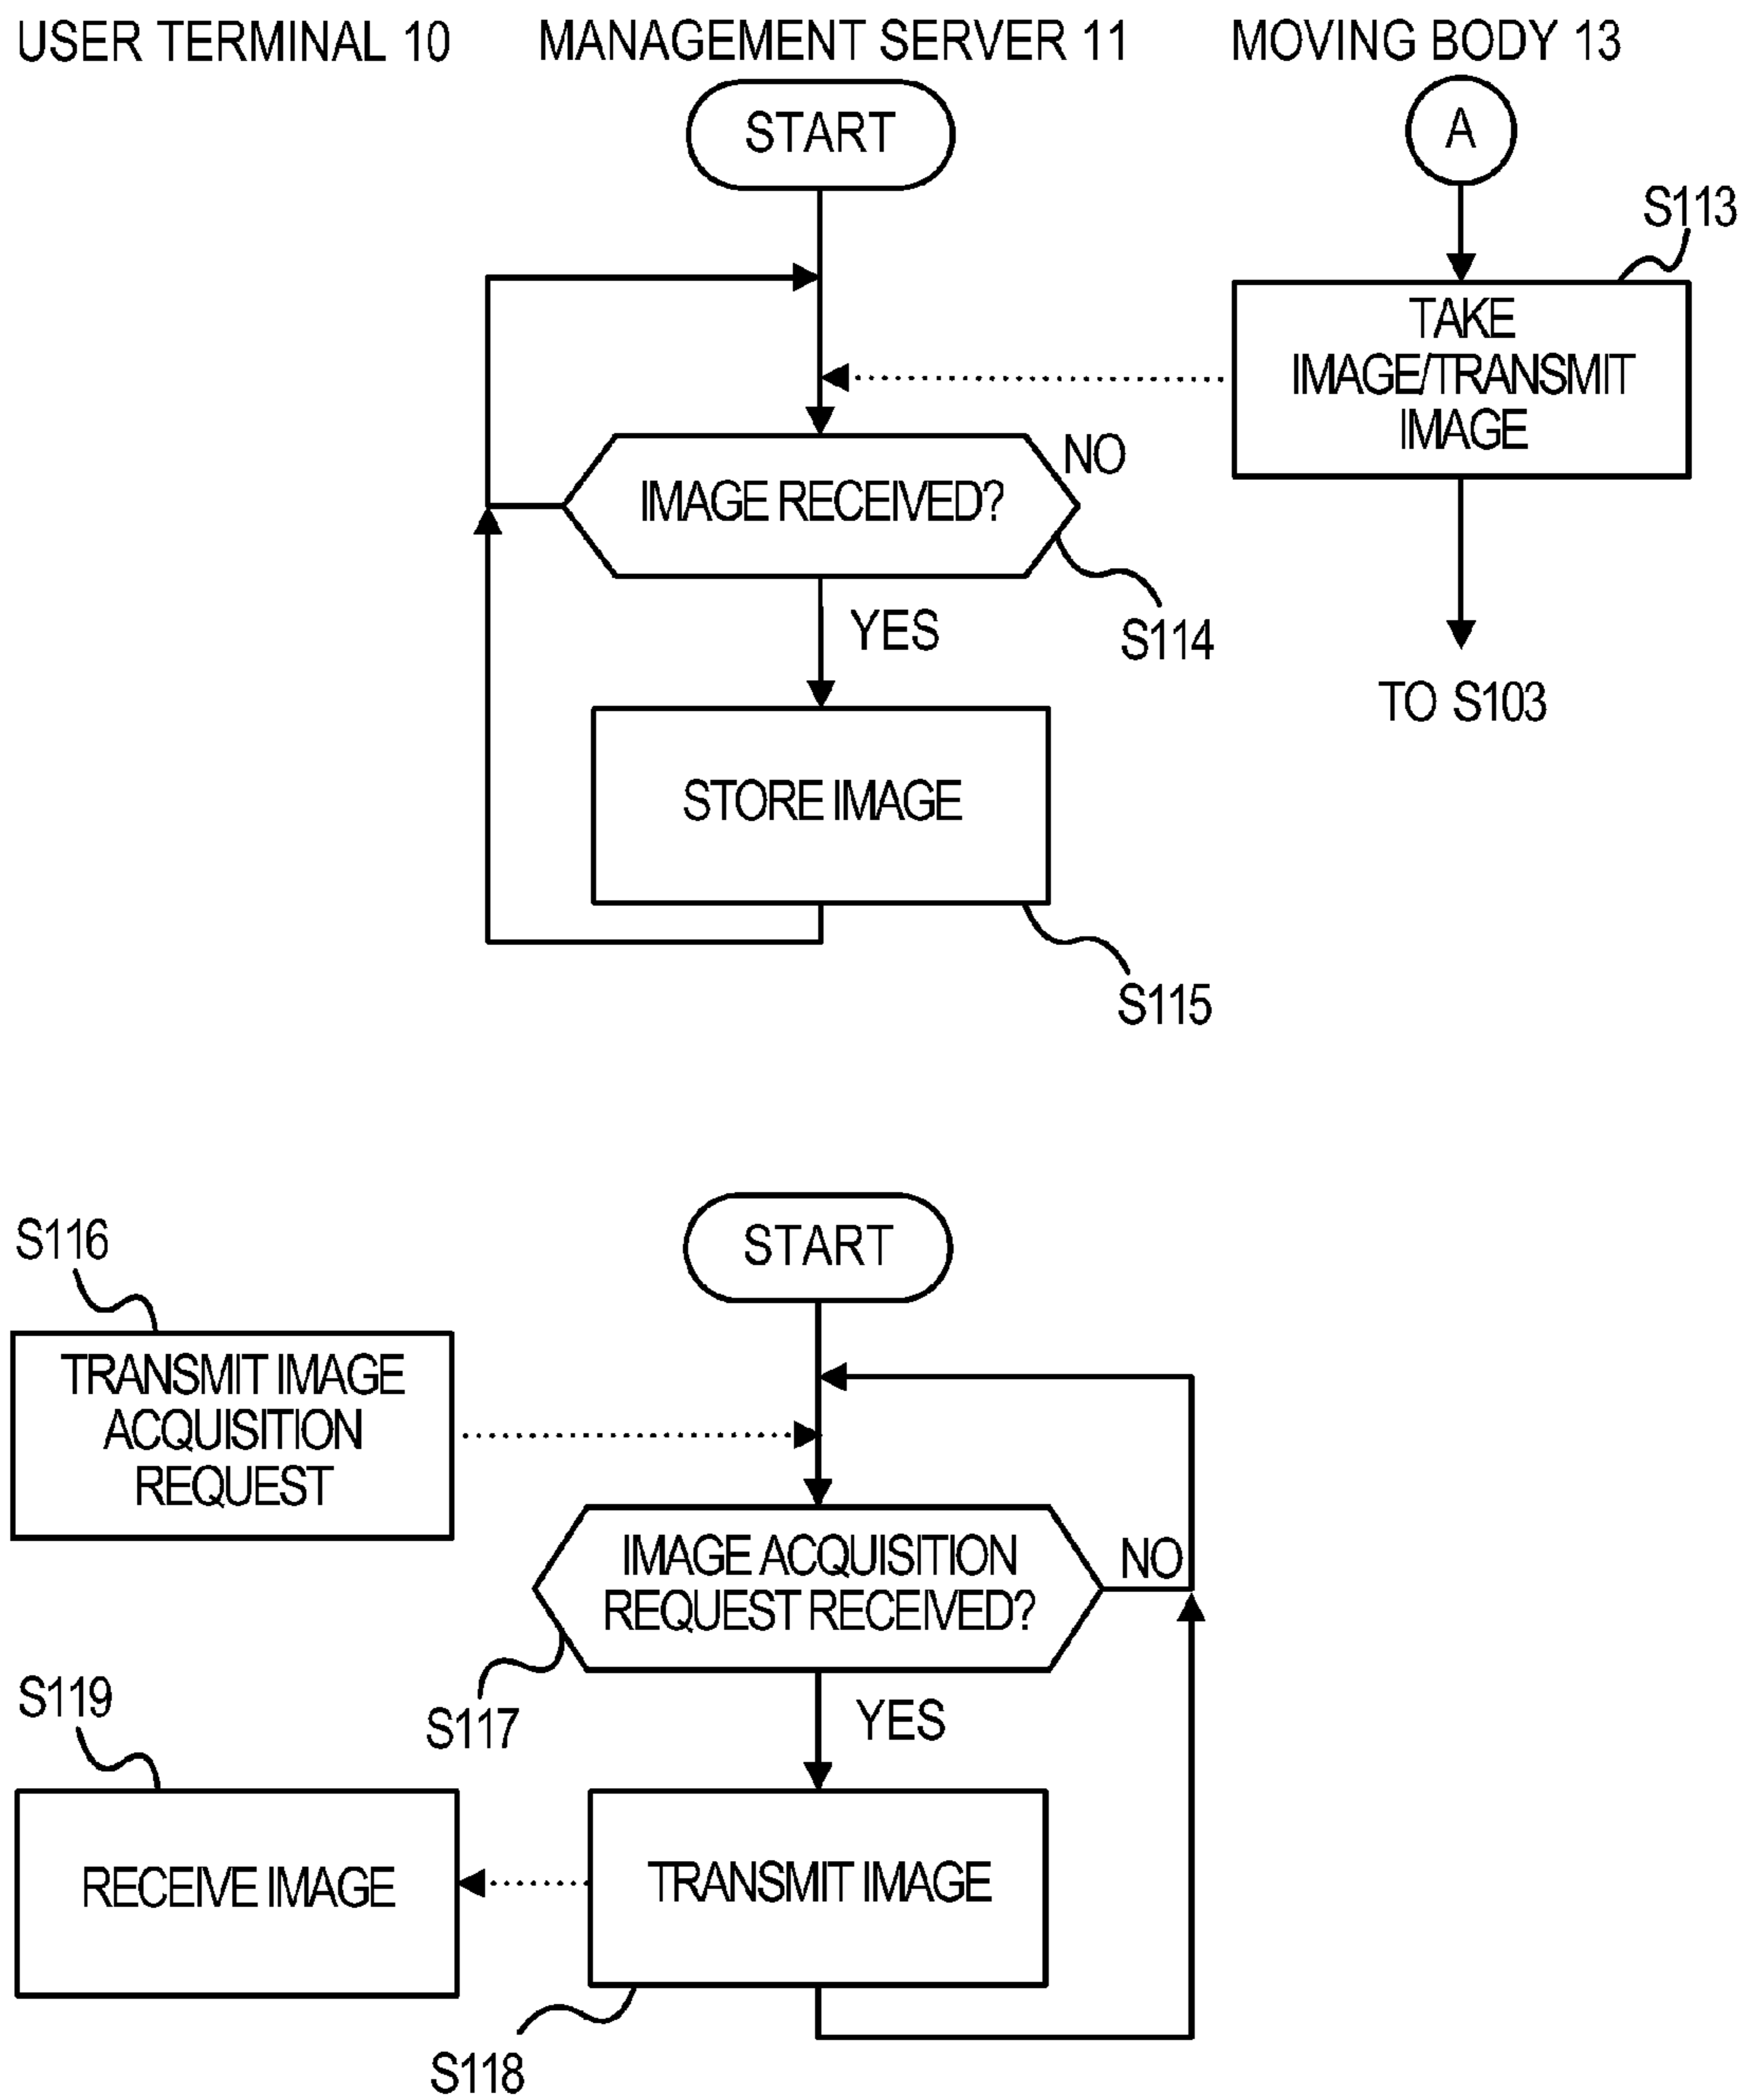 USER TERMINAL 10
MANAGEMENT SERVER 11
MOVING BODY 13
START
A
S113
TAKE
IMAGE/TRANSMIT
IMAGE
NO
IMAGE RECEIVED?
YES
S114
TO S103
STORE IMAGE
S115
START
S116
TRANSMIT IMAGE
ACQUISITION
REQUEST
IMAGE ACQUISITION
REQUEST RECEIVED?
NO
S117
YES
S119
RECEIVE IMAGE
TRANSMIT IMAGE
S118